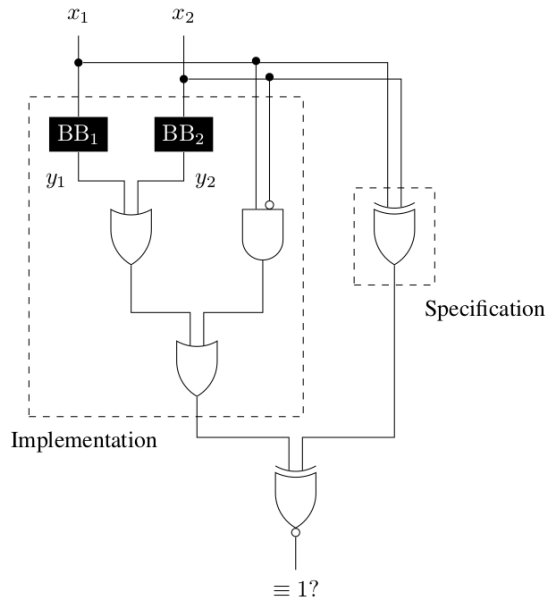 x₁ x₂
BB₁ BB₂
y₁ y₂
Specification
Implementation
≡ 1?